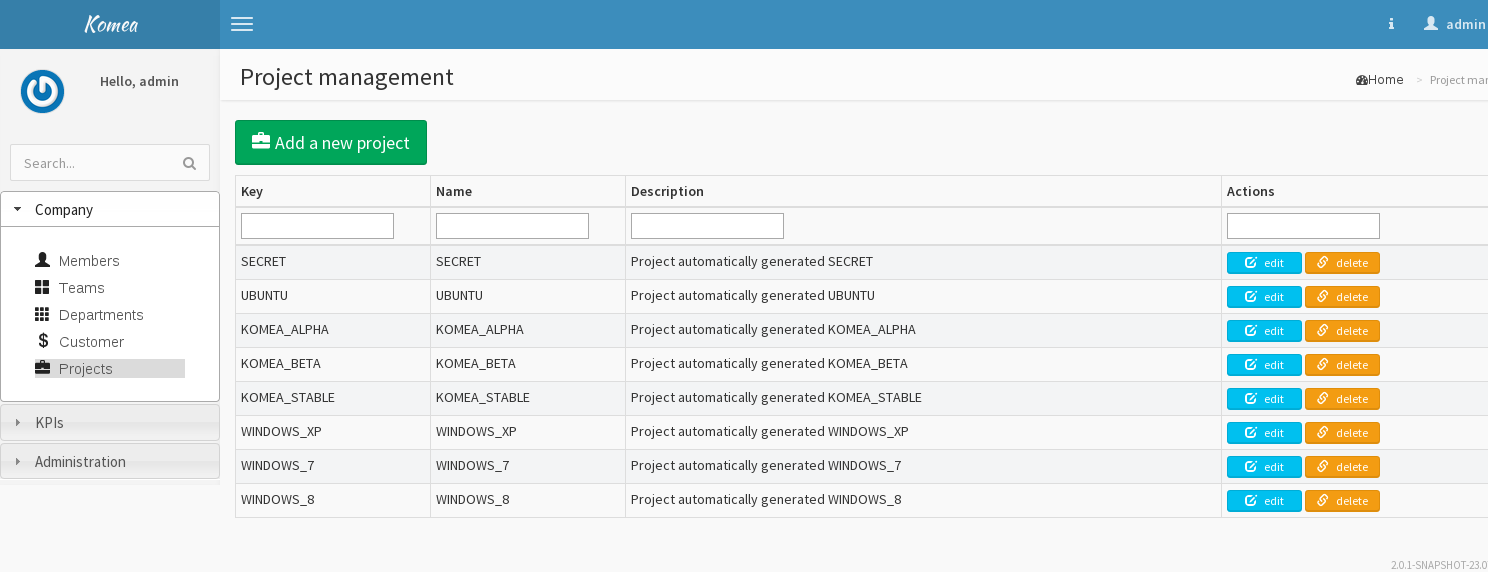 Komea
admin
Hello, admin
Project management
Home > Project mar
Search...
Add a new project
Company
Members
Teams
Departments
Customer
Projects
KPIs
Administration
Key Name Description Actions
SECRET SECRET Project automatically generated SECRET edit delete
UBUNTU UBUNTU Project automatically generated UBUNTU edit delete
KOMEA_ALPHA KOMEA_ALPHA Project automatically generated KOMEA_ALPHA edit delete
KOMEA_BETA KOMEA_BETA Project automatically generated KOMEA_BETA edit delete
KOMEA_STABLE KOMEA_STABLE Project automatically generated KOMEA_STABLE edit delete
WINDOWS_XP WINDOWS_XP Project automatically generated WINDOWS_XP edit delete
WINDOWS_7 WINDOWS_7 Project automatically generated WINDOWS_7 edit delete
WINDOWS_8 WINDOWS_8 Project automatically generated WINDOWS_8 edit delete
2.0.1-SNAPSHOT-23.0